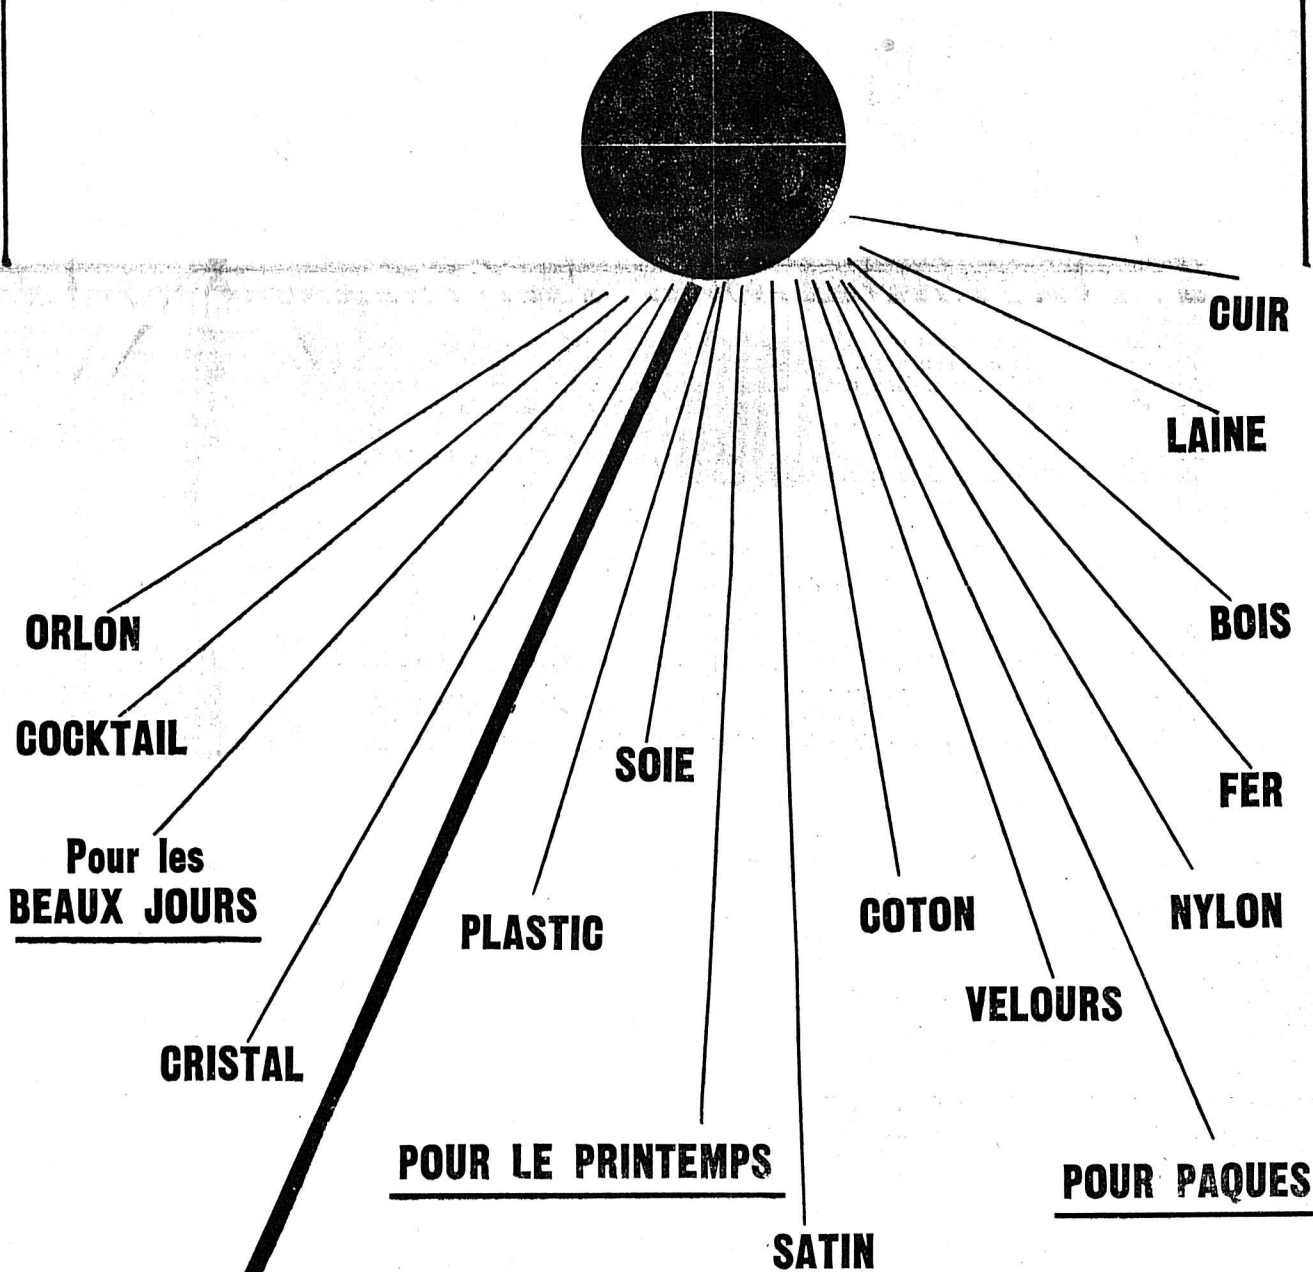 CUIR
LAINE
ORLON
BOIS
COCKTAIL
SOIE
FER
Pour les
BEAUX JOURS
PLASTIC
COTON
NYLON
VELOURS
CRISTAL
POUR LE PRINTEMPS
POUR PAQUES
SATIN